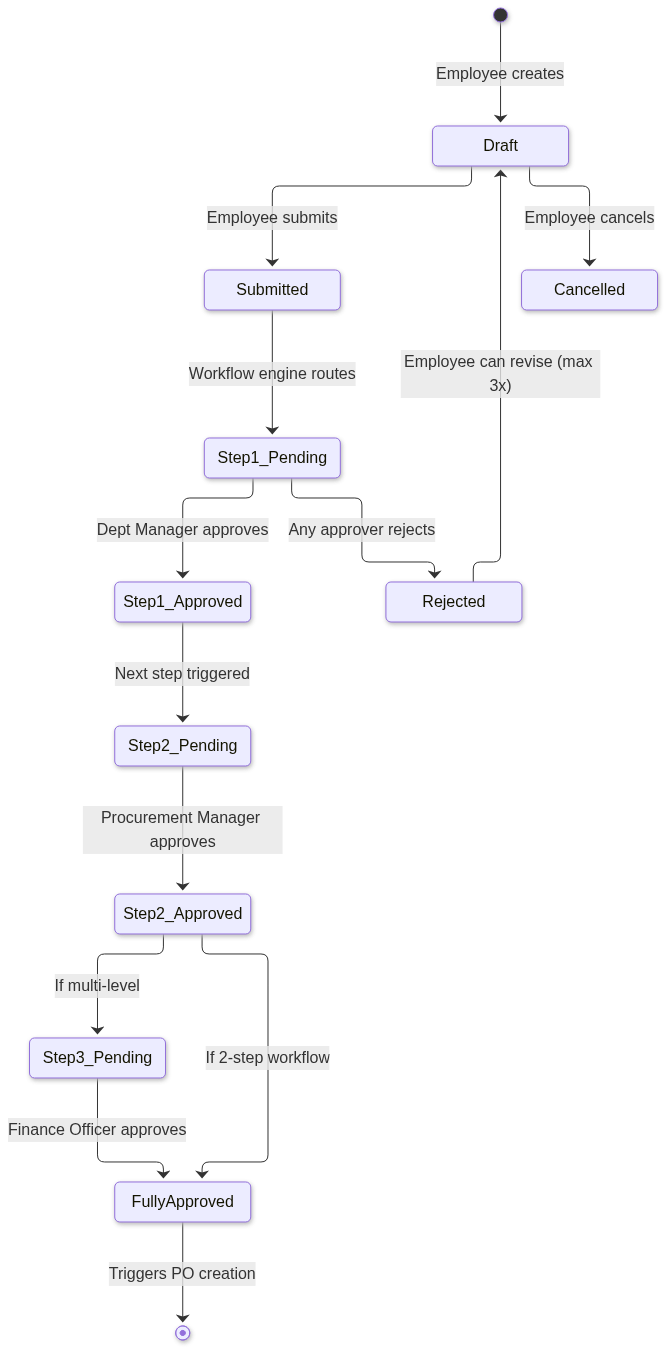 Employee creates
Draft
Employee submits
Employee cancels
Submitted
Cancelled
Workflow engine routes
Employee can revise (max
3x)
Step1_Pending
Dept Manager approves
Any approver rejects
Step1_Approved
Rejected
Next step triggered
Step2_Pending
Procurement Manager
approves
Step2_Approved
If multi-level
Step3_Pending
If 2-step workflow
Finance Officer approves
FullyApproved
Triggers PO creation